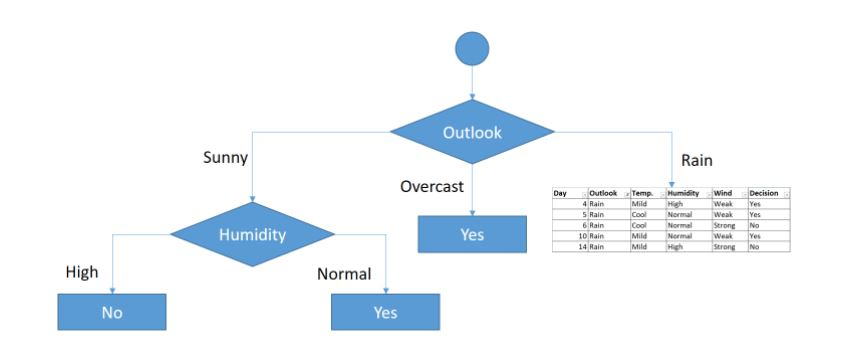 Outlook
Sunny
Rain
Overcast
Day Outlook Temp. Humidity Wind Decision
4 Rain Mild High Weak Yes
5 Rain Cool Normal Weak Yes
6 Rain Cool Normal Strong No
10 Rain Mild Normal Weak Yes
14 Rain Mild High Strong No
Humidity
Yes
High
Normal
No
Yes